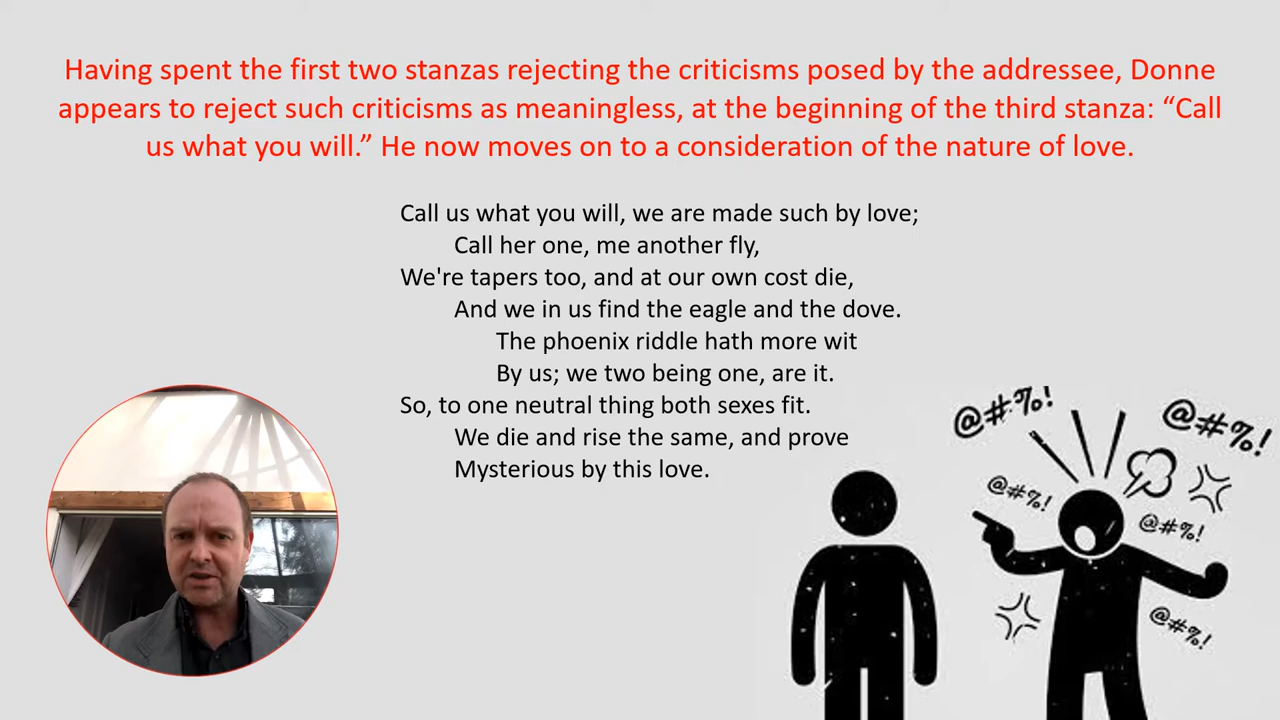 Having spent the first two stanzas rejecting the criticisms posed by the addressee, Donne
appears to reject such criticisms as meaningless, at the beginning of the third stanza: “Call
us what you will.” He now moves on to a consideration of the nature of love.
Call us what you will, we are made such by love;
Call her one, me another fly,
We're tapers too, and at our own cost die,
And we in us find the eagle and the dove.
The phoenix riddle hath more wit
By us; we two being one, are it.
So, to one neutral thing both sexes fit.
We die and rise the same, and prove
Mysterious by this love.
@#%!
@#%!
@#%!
@#%!
@#%!